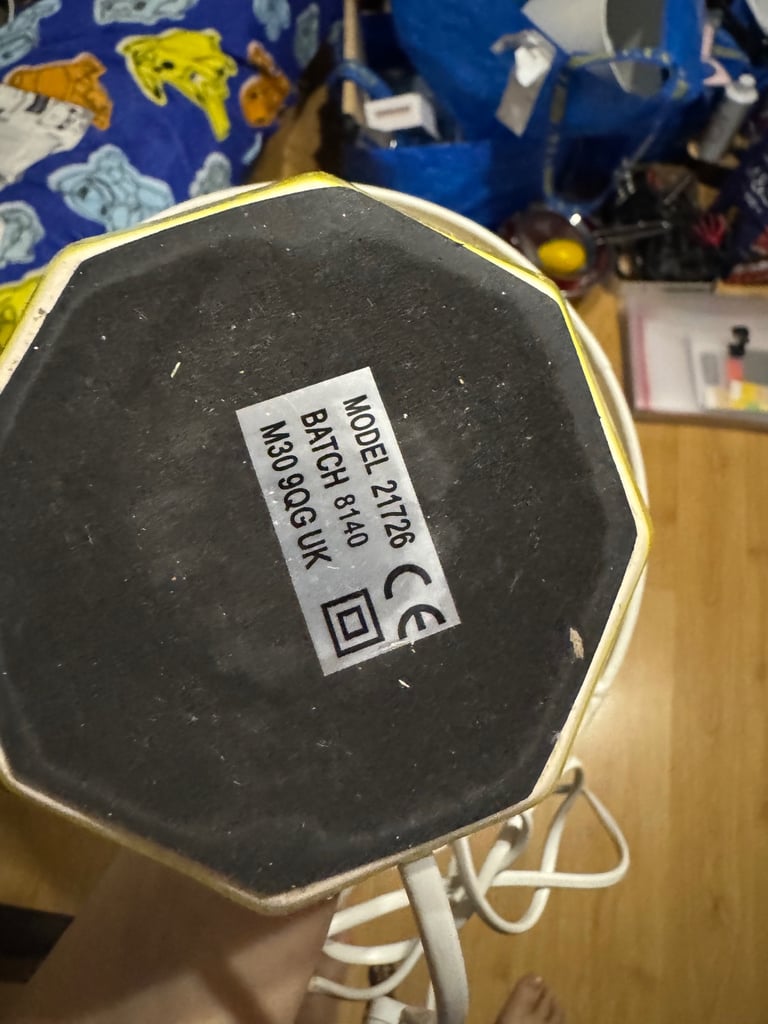 MODEL 21726
BATCH 8140
M30 9QG UK
CE